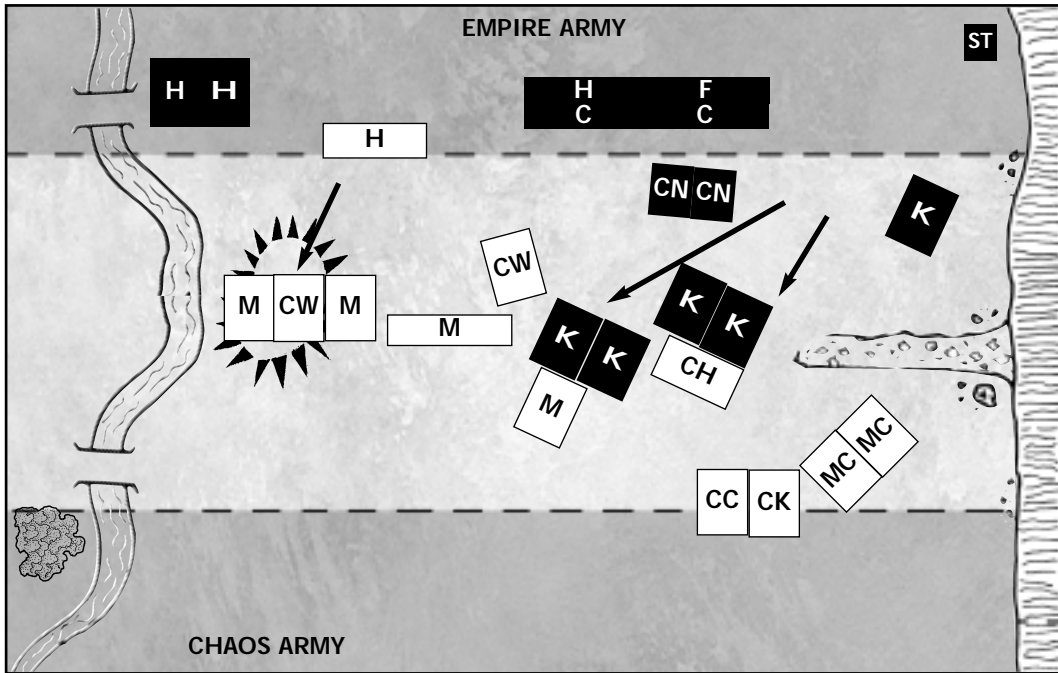 EMPIRE ARMY
ST
H H
H F
C C
H
CN CN
K
CW
M CW M
M
K K
K K
CH
M
MC MC
CC CK
CHAOS ARMY